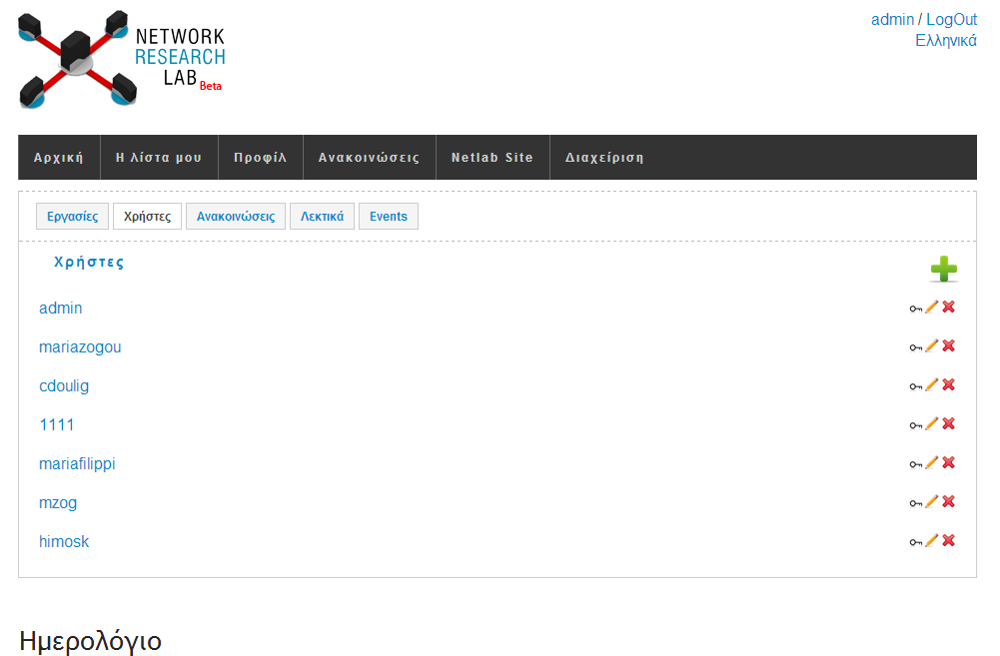 NETWORK
RESEARCH
LAB Beta
admin / LogOut
Ελληνικά
Αρχική Η λίστα μου Προφίλ Ανακοινώσεις Netlab Site Διαχείριση
Εργασίες Χρήστες Ανακοινώσεις Λεκτικά Events
Χρήστες
admin
mariazogou
cdoulig
1111
mariafilippi
mzog
himosk
Ημερολόγιο